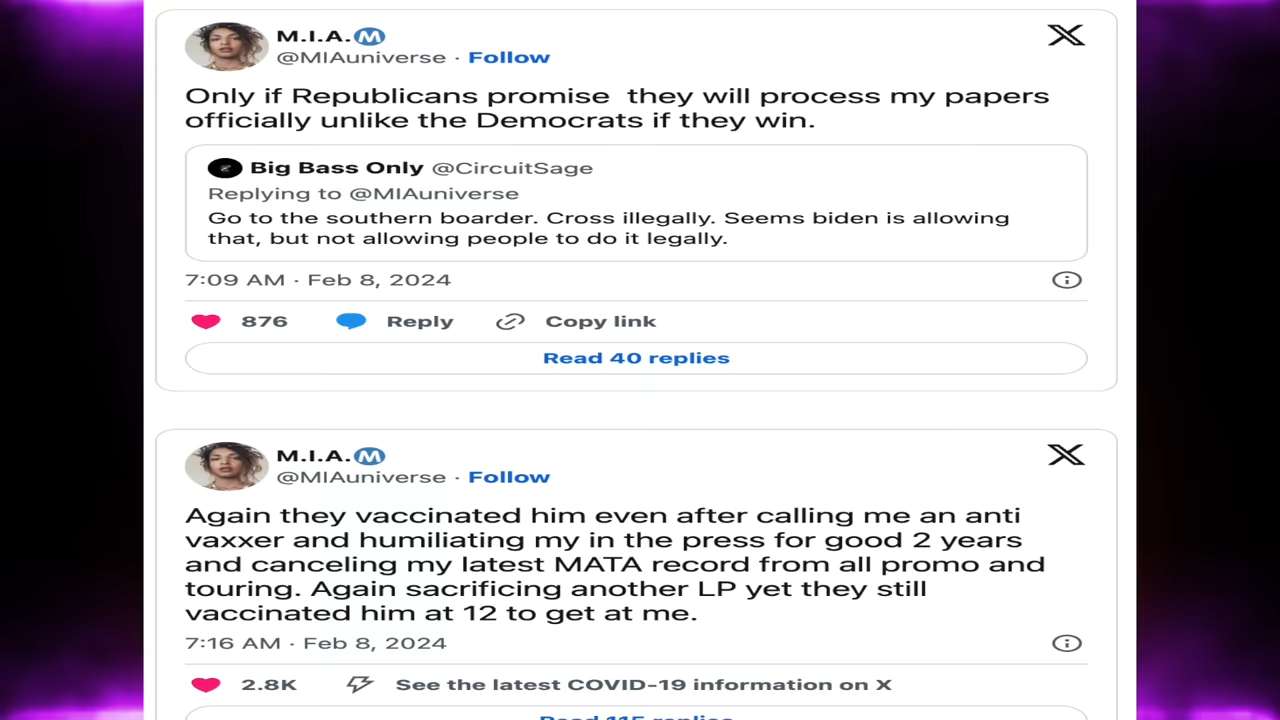 M.I.A.Ⓜ
@MIAuniverse · Follow
Only if Republicans promise  they will process my papers
officially unlike the Democrats if they win.
Big Bass Only @CircuitSage
Replying to @MIAuniverse
Go to the southern boarder. Cross illegally. Seems biden is allowing
that, but not allowing people to do it legally.
7:09 AM · Feb 8, 2024
876 Reply Copy link
Read 40 replies
M.I.A.Ⓜ
@MIAuniverse · Follow
Again they vaccinated him even after calling me an anti
vaxxer and humiliating my in the press for good 2 years
and canceling my latest MATA record from all promo and
touring. Again sacrificing another LP yet they still
vaccinated him at 12 to get at me.
7:16 AM · Feb 8, 2024
2.8K See the latest COVID-19 information on X
Read 115 replies